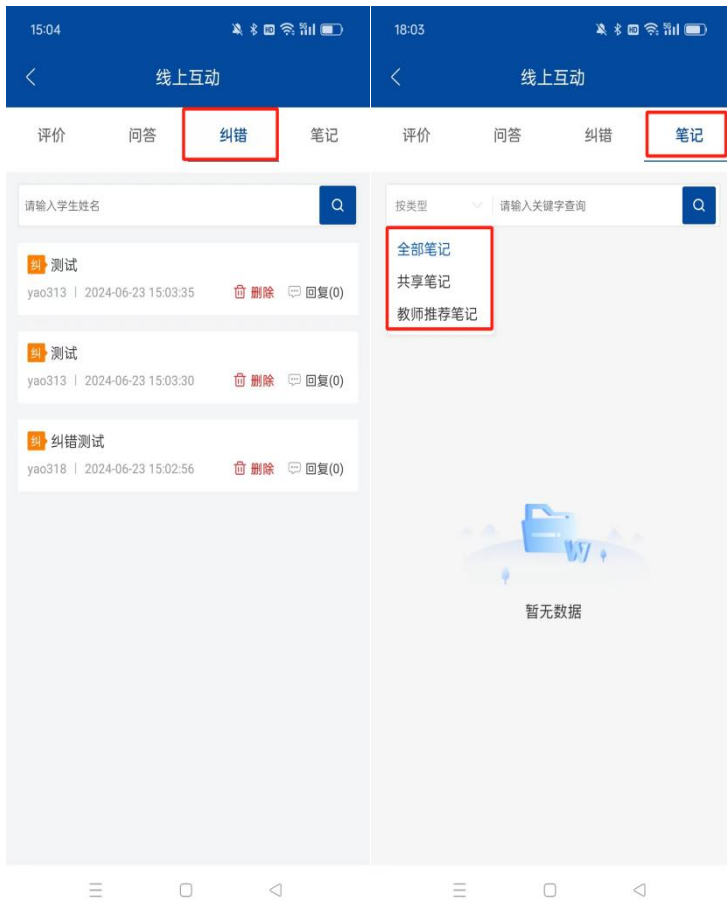 15:04
线上互动
评价 问答 纠错 笔记
请输入学生姓名
纠 测试
yao313 | 2024-06-23 15:03:35 删除 回复(0)
纠 测试
yao313 | 2024-06-23 15:03:30 删除 回复(0)
纠 纠错测试
yao318 | 2024-06-23 15:02:56 删除 回复(0)
18:03
线上互动
评价 问答 纠错 笔记
按类型 请输入关键字查询
全部笔记
共享笔记
教师推荐笔记
W
暂无数据